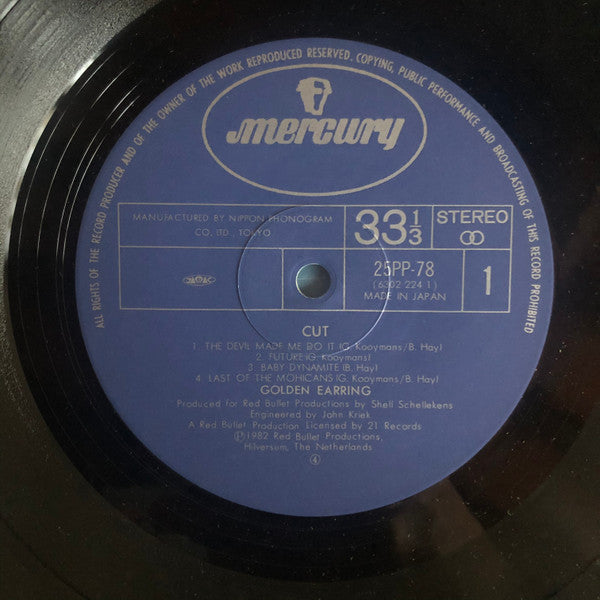 ALL RIGHTS OF THE RECORD PRODUCER AND OF THE OWNER OF THE WORK REPRODUCED RESERVED. COPYING, PUBLIC PERFORMANCE AND BROADCASTING OF THIS RECORD PROHIBITED
mercury
MANUFACTURED BY NIPPON PHONOGRAM
CO., LTD., TOKYO
33 1/3
STEREO
25PP-78
(6302 224 1)
MADE IN JAPAN
1
CUT
1. THE DEVIL MADE ME DO IT (G. Kooymans/B. Hay)
2. FUTURE (G. Kooymans)
3. BABY DYNAMITE (B. Hay)
4. LAST OF THE MOHICANS (G. Kooymans/B. Hay)
GOLDEN EARRING
Produced for Red Bullet Productions by Shell Schellekens
Engineered by John Kriek
A Red Bullet Production Licensed by 21 Records
Ⓟ1982 Red Bullet Productions,
Hilversum, The Netherlands
④